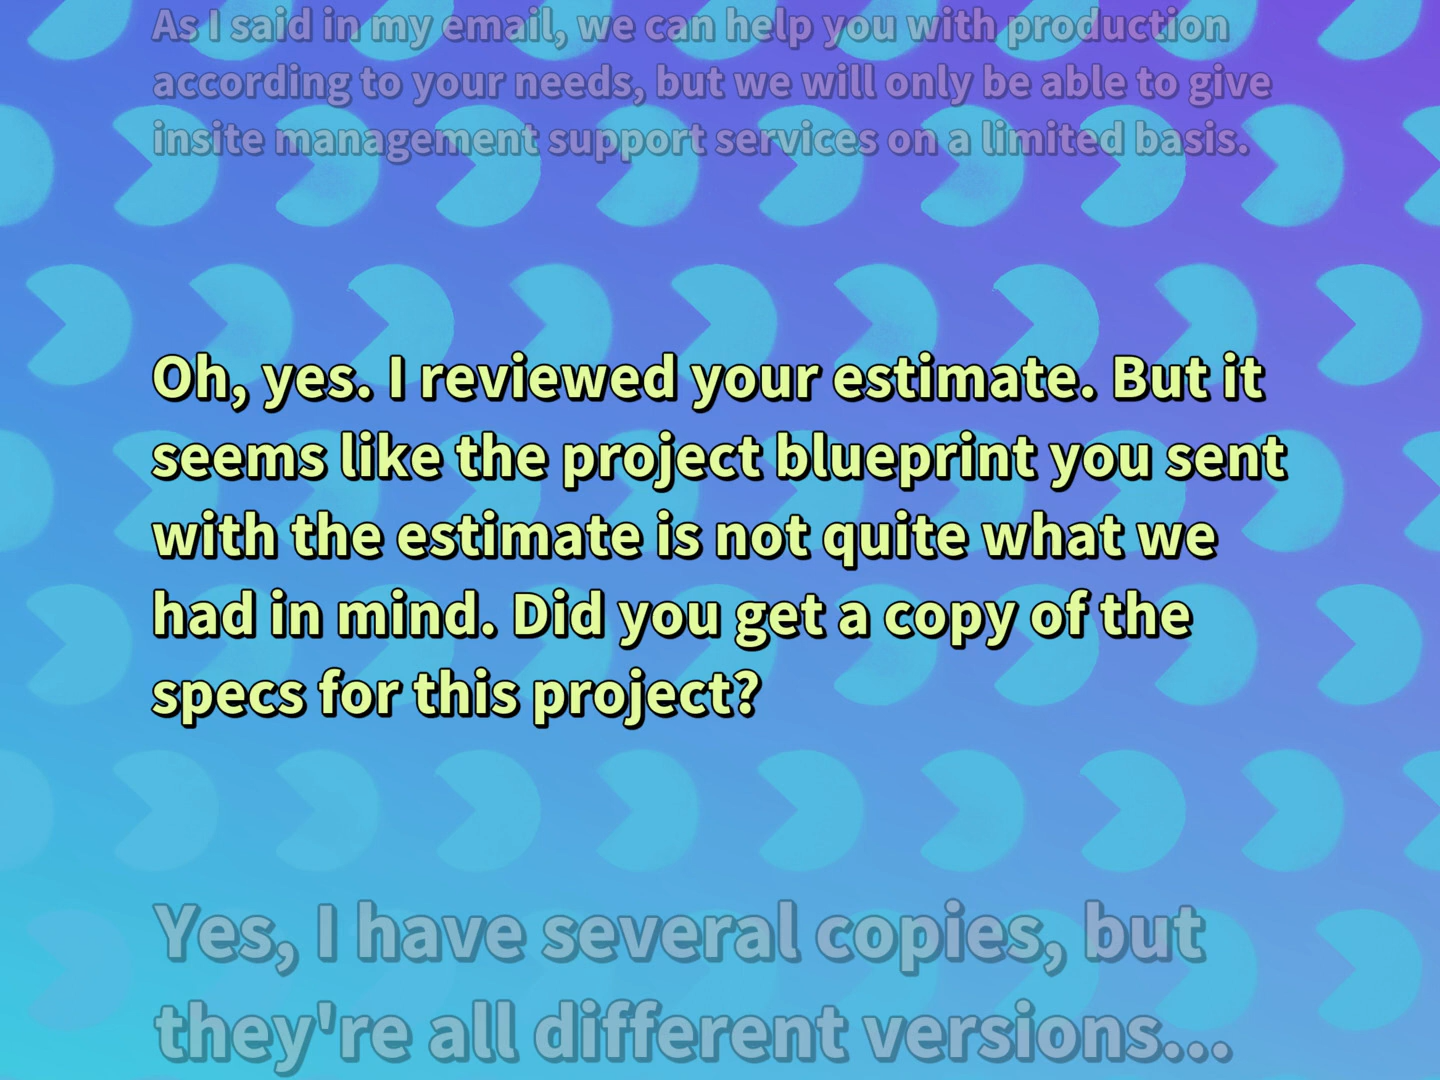 As I said in my email, we can help you with production
according to your needs, but we will only be able to give
insite management support services on a limited basis.
Oh, yes. I reviewed your estimate. But it
seems like the project blueprint you sent
with the estimate is not quite what we
had in mind. Did you get a copy of the
specs for this project?
Yes, I have several copies, but
they're all different versions...